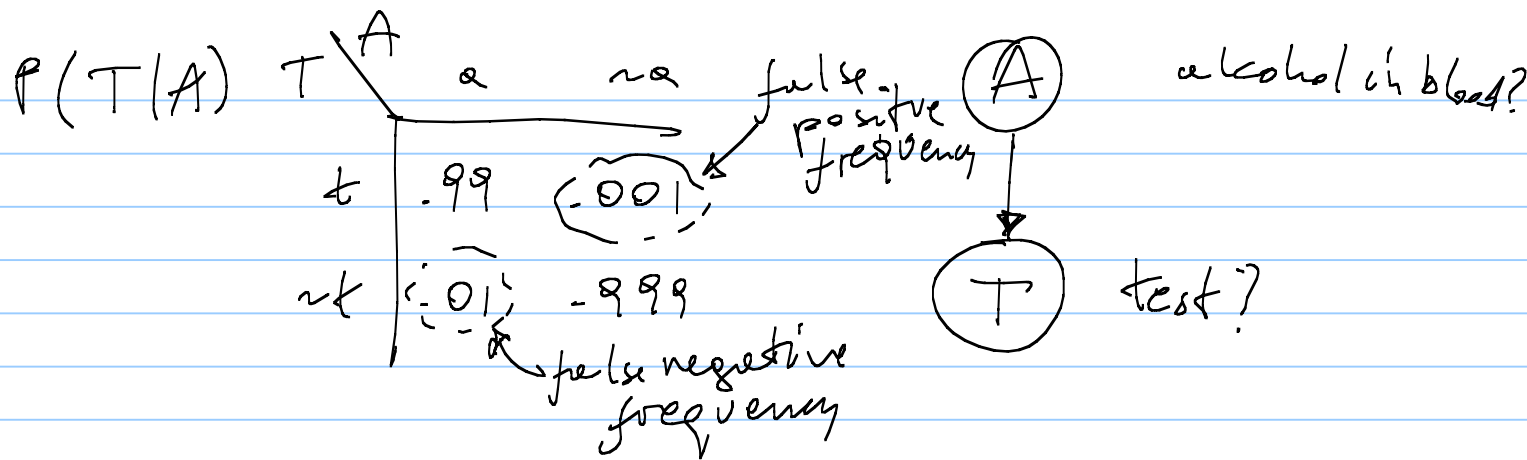 P(T|A) T A a ~a
false positive frequency
A alcohol in blood?
t .99 .001
~t .01 .999
T test?
false negative
frequency